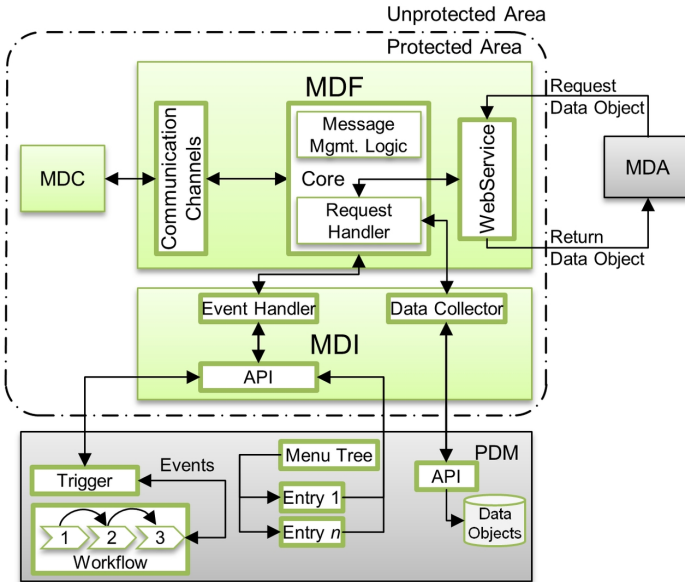 Unprotected Area
Protected Area
MDF
Request
Data Object
Message
Mgmt. Logic
Communication
Channels
WebService
MDC
Core
MDA
Request
Handler
Return
Data Object
Event Handler
Data Collector
MDI
API
PDM
Menu Tree
Events
Trigger
API
Entry 1
Entry n
Data
Objects
1 2 3
Workflow